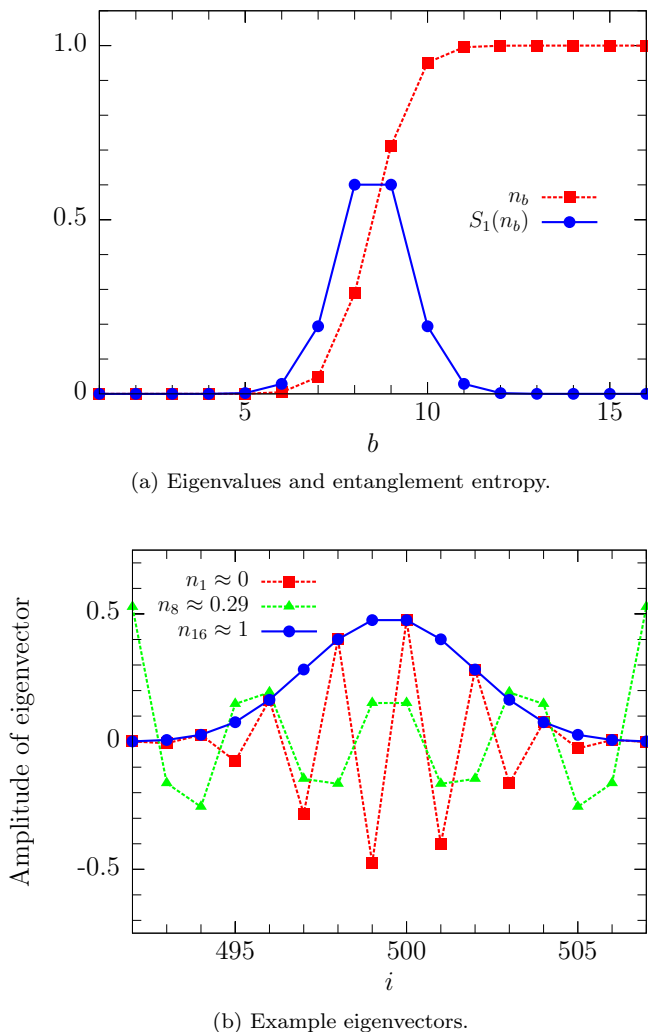 1.0
0.5
0
n_b
S_1(n_b)
5
10
15
b
(a) Eigenvalues and entanglement entropy.
n_1 ≈ 0
n_8 ≈ 0.29
n_16 ≈ 1
0.5
0
-0.5
Amplitude of eigenvector
495
500
505
i
(b) Example eigenvectors.